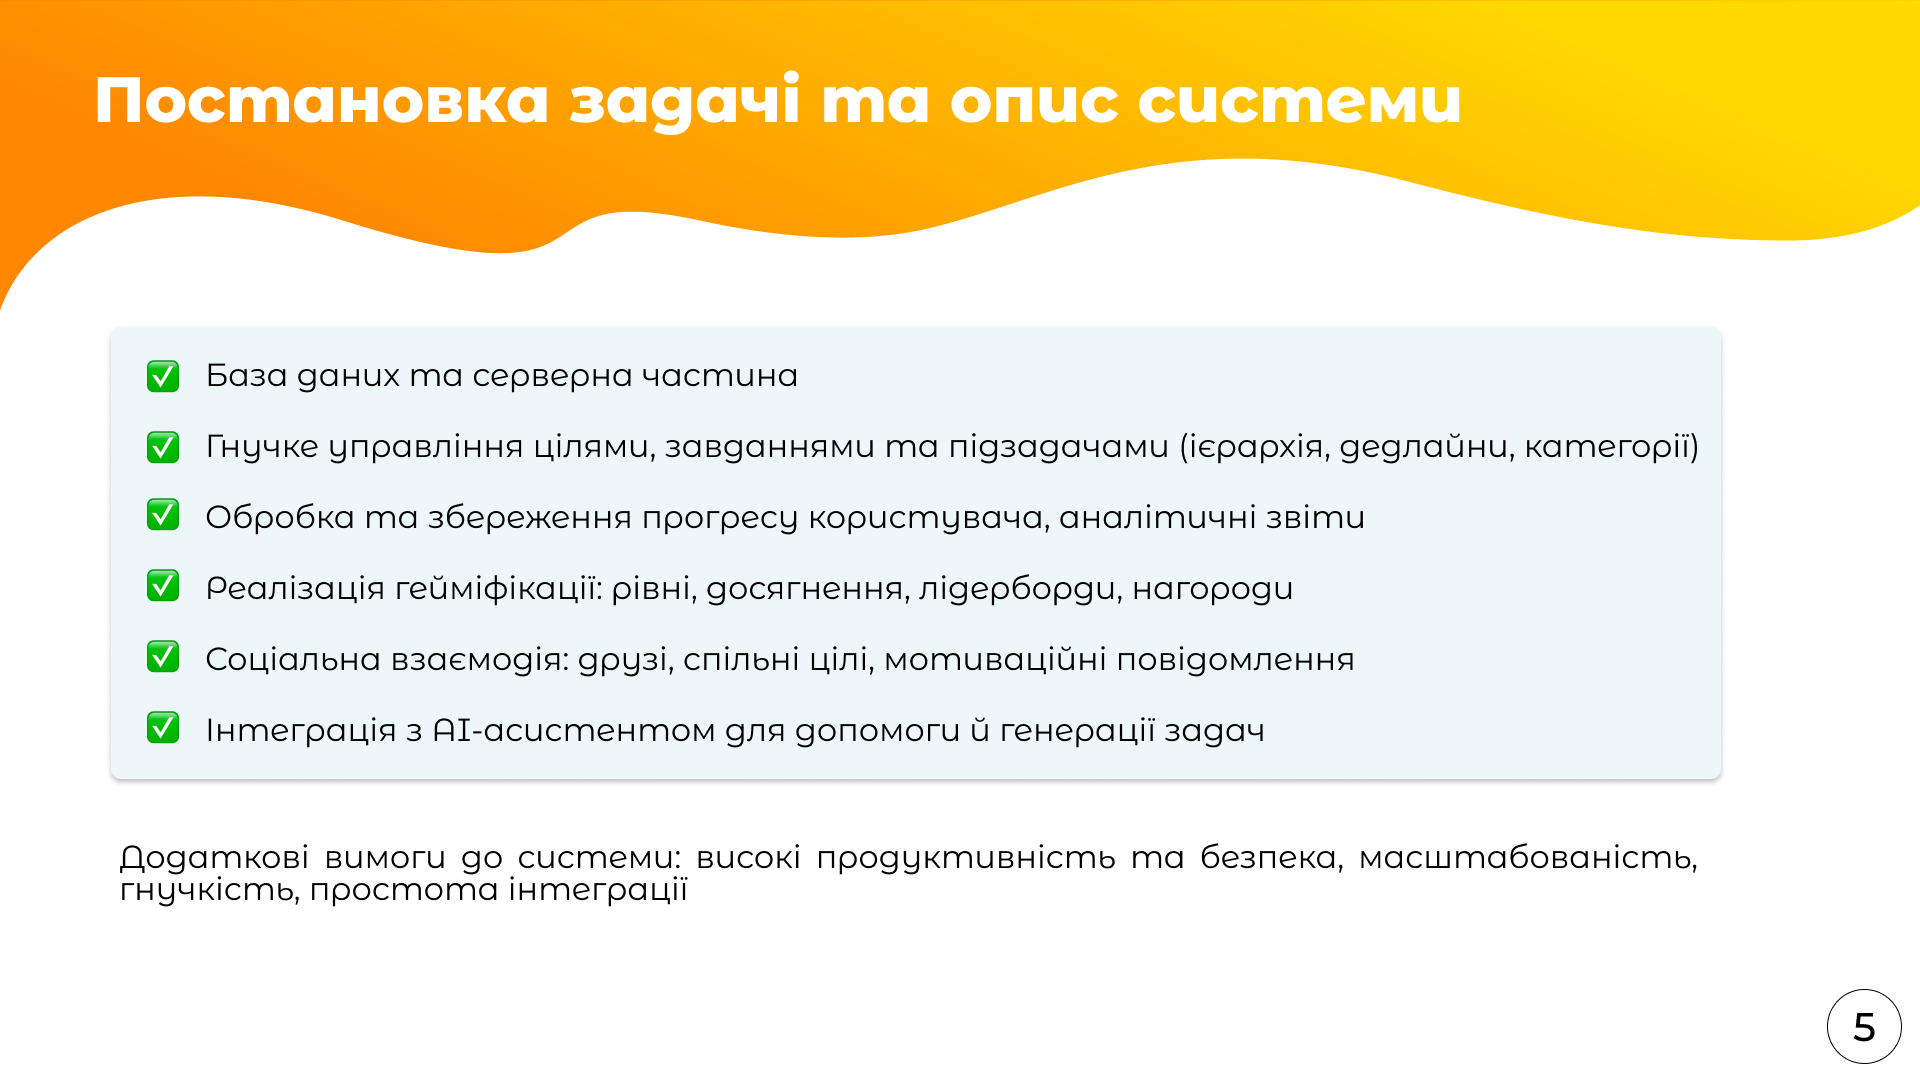 Постановка задачі та опис системи
База даних та серверна частина
Гнучке управління цілями, завданнями та підзадачами (ієрархія, дедлайни, категорії)
Обробка та збереження прогресу користувача, аналітичні звіти
Реалізація гейміфікації: рівні, досягнення, лідерборди, нагороди
Соціальна взаємодія: друзі, спільні цілі, мотиваційні повідомлення
Інтеграція з AI-асистентом для допомоги й генерації задач
Додаткові вимоги до системи: високі продуктивність та безпека, масштабованість,
гнучкість, простота інтеграції
5